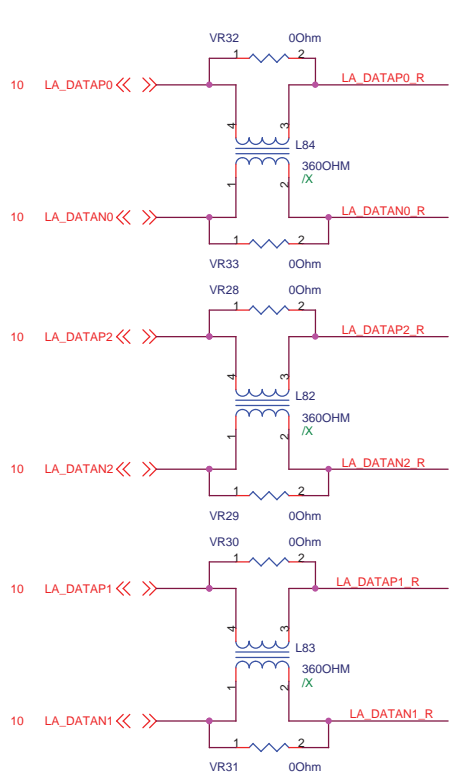 VR32 0Ohm
1 2
10 LA_DATAP0 LA_DATAP0_R
4 3
L84
360OHM
/X
1 2
10 LA_DATAN0 LA_DATAN0_R
1 2
VR33 0Ohm
VR28 0Ohm
1 2
10 LA_DATAP2 LA_DATAP2_R
4 3
L82
360OHM
/X
1 2
10 LA_DATAN2 LA_DATAN2_R
1 2
VR29 0Ohm
VR30 0Ohm
1 2
10 LA_DATAP1 LA_DATAP1_R
4 3
L83
360OHM
/X
1 2
10 LA_DATAN1 LA_DATAN1_R
1 2
VR31 0Ohm